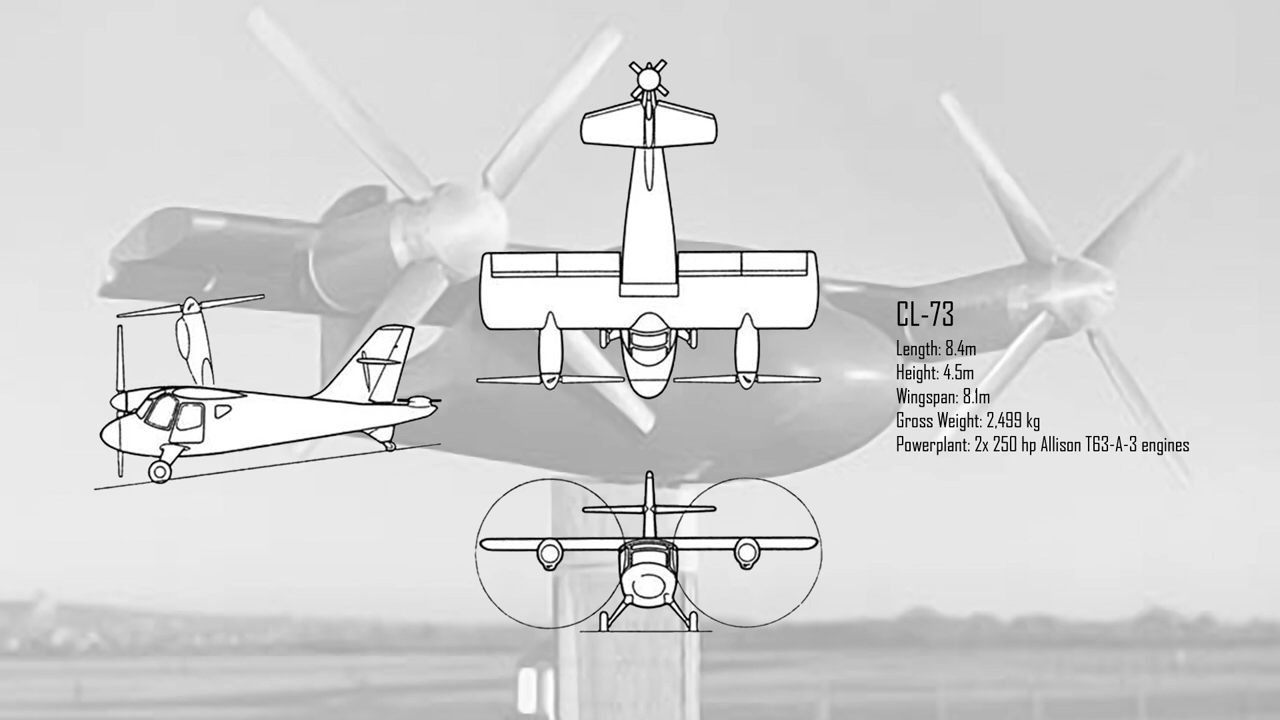 CL-73
Length: 8.4m
Height: 4.5m
Wingspan: 8.1m
Gross Weight: 2,499 kg
Powerplant: 2x 250 hp Allison T63-A-3 engines